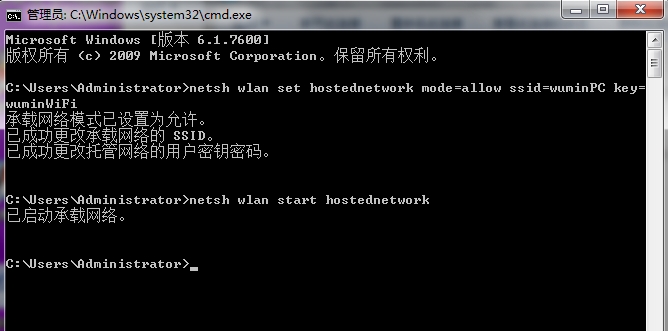 管理员: C:\Windows\system32\cmd.exe
Microsoft Windows [版本 6.1.7600]
版权所有 (c) 2009 Microsoft Corporation。保留所有权利。
C:\Users\Administrator>netsh wlan set hostednetwork mode=allow ssid=wuminPC key=
wuminWiFi
承载网络模式已设置为允许。
已成功更改承载网络的 SSID。
已成功更改托管网络的用户密钥密码。
C:\Users\Administrator>netsh wlan start hostednetwork
已启动承载网络。
C:\Users\Administrator>_